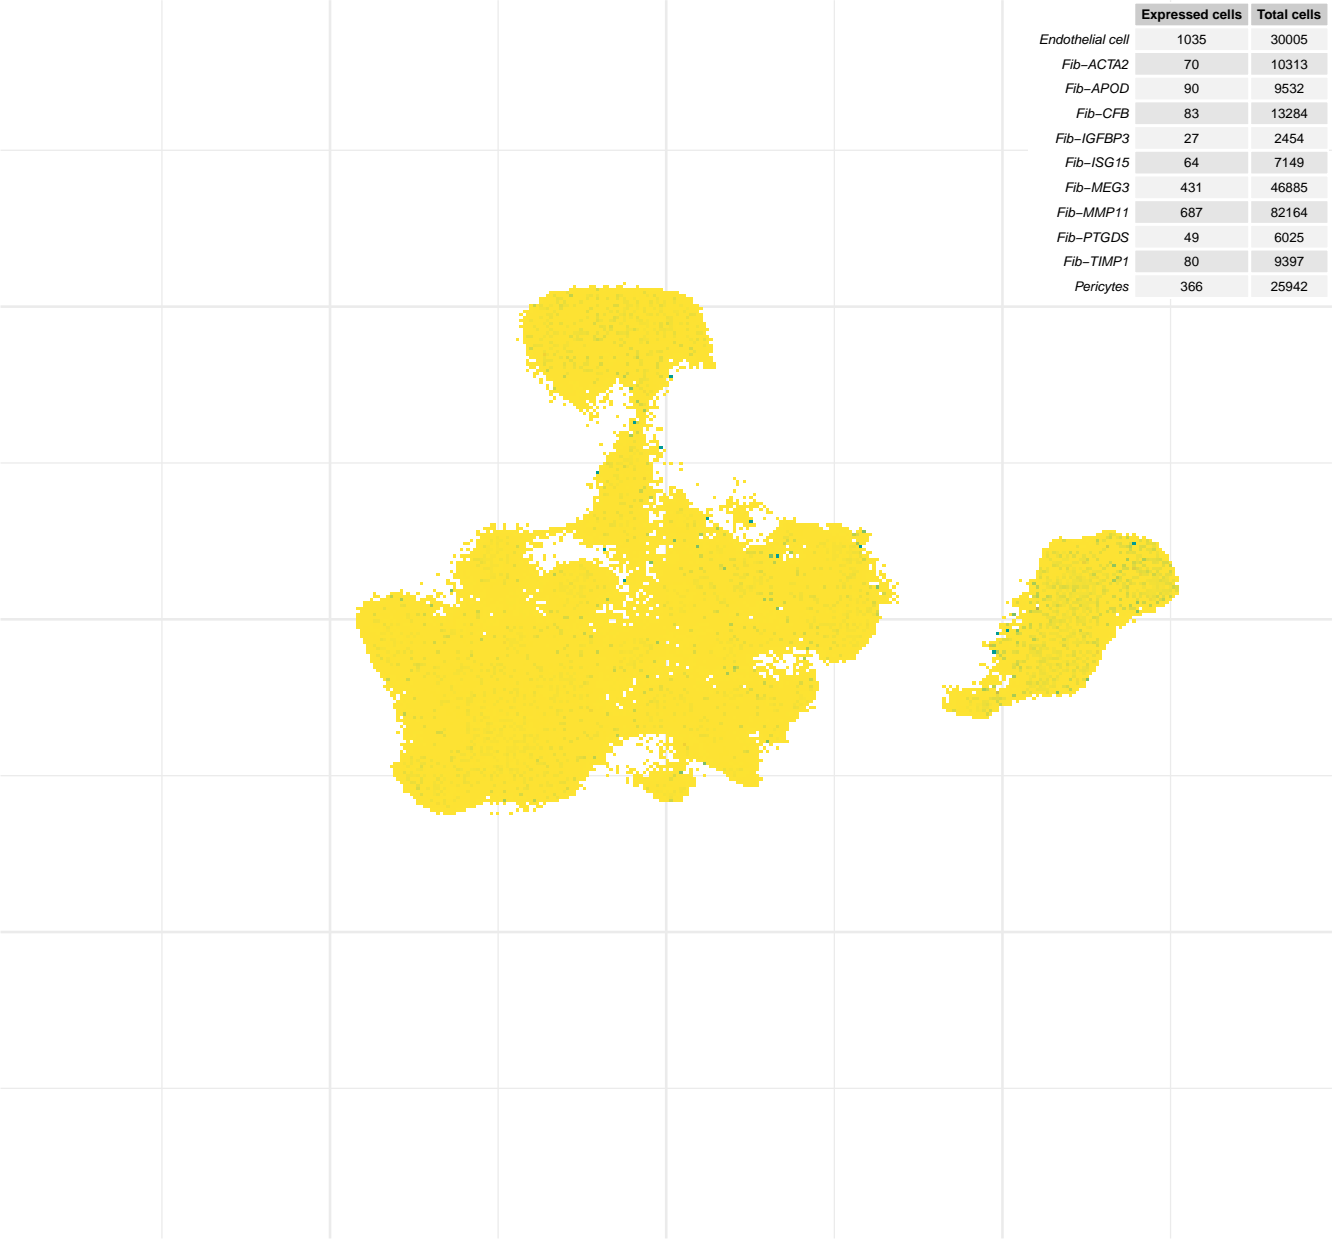 Expressed cells Total cells
Endothelial cell 1035 30005
Fib−ACTA2 70 10313
Fib−APOD 90 9532
Fib−CFB 83 13284
Fib−IGFBP3 27 2454
Fib−ISG15 64 7149
Fib−MEG3 431 46885
Fib−MMP11 687 82164
Fib−PTGDS 49 6025
Fib−TIMP1 80 9397
Pericytes 366 25942